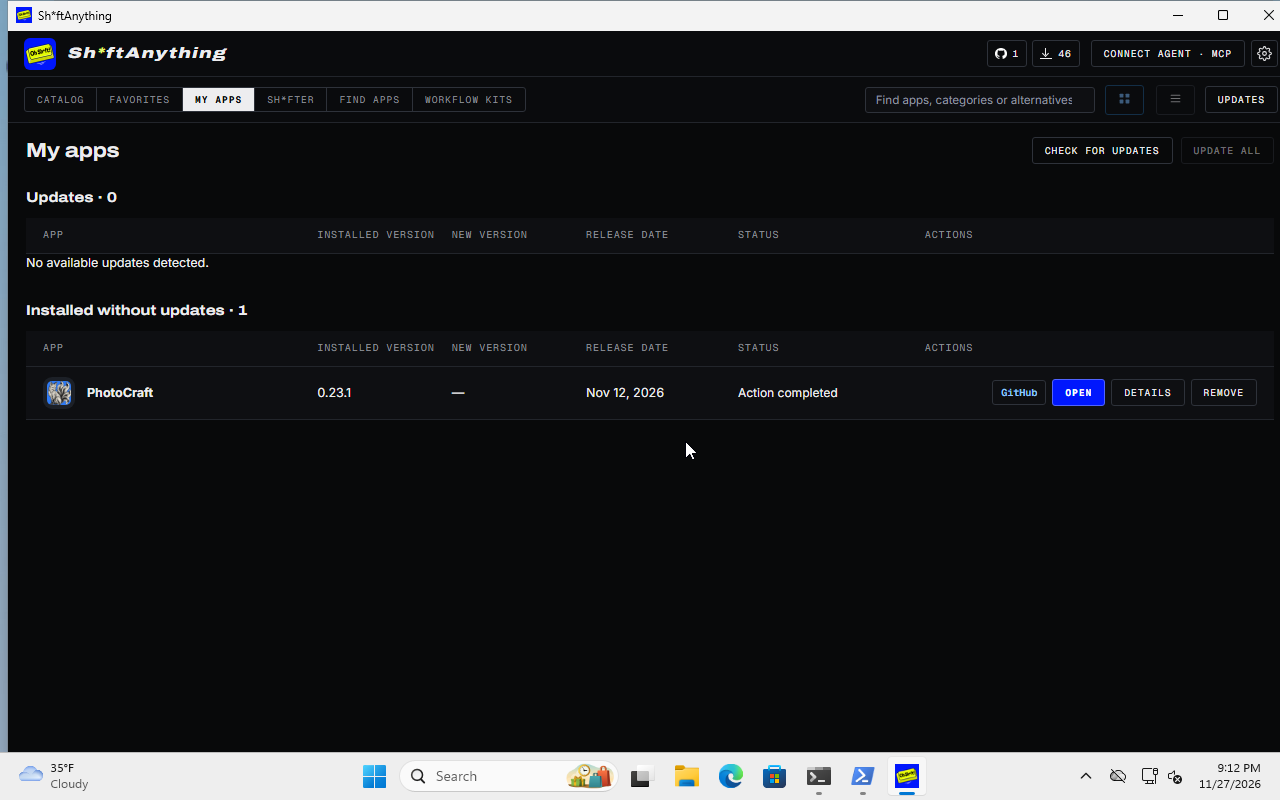 Sh*ftAnything
Oh Sh*ft! Sh*ftAnything 1 46 CONNECT AGENT · MCP
CATALOG FAVORITES MY APPS SH*FTER FIND APPS WORKFLOW KITS Find apps, categories or alternatives UPDATES
My apps CHECK FOR UPDATES UPDATE ALL
Updates · 0
APP INSTALLED VERSION NEW VERSION RELEASE DATE STATUS ACTIONS
No available updates detected.
Installed without updates · 1
APP INSTALLED VERSION NEW VERSION RELEASE DATE STATUS ACTIONS
PhotoCraft 0.23.1 — Nov 12, 2026 Action completed GitHub OPEN DETAILS REMOVE
35°F
Cloudy
Search
9:12 PM
11/27/2026